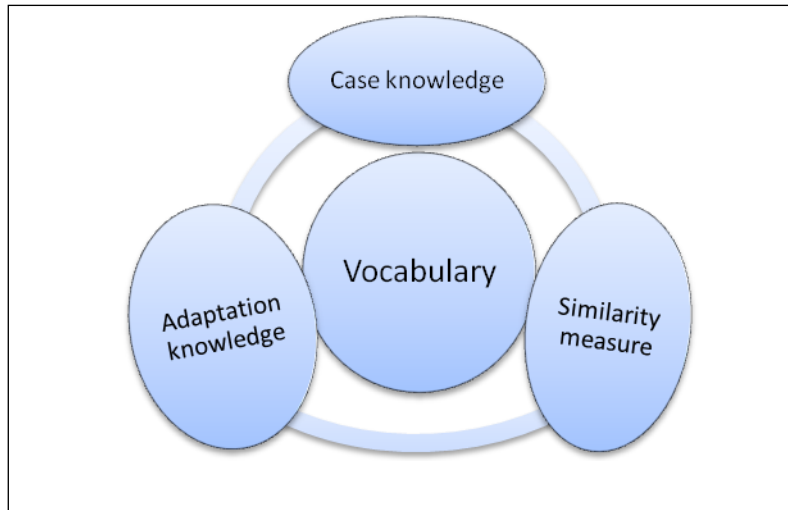 Case knowledge
Vocabulary
Adaptation
knowledge
Similarity
measure